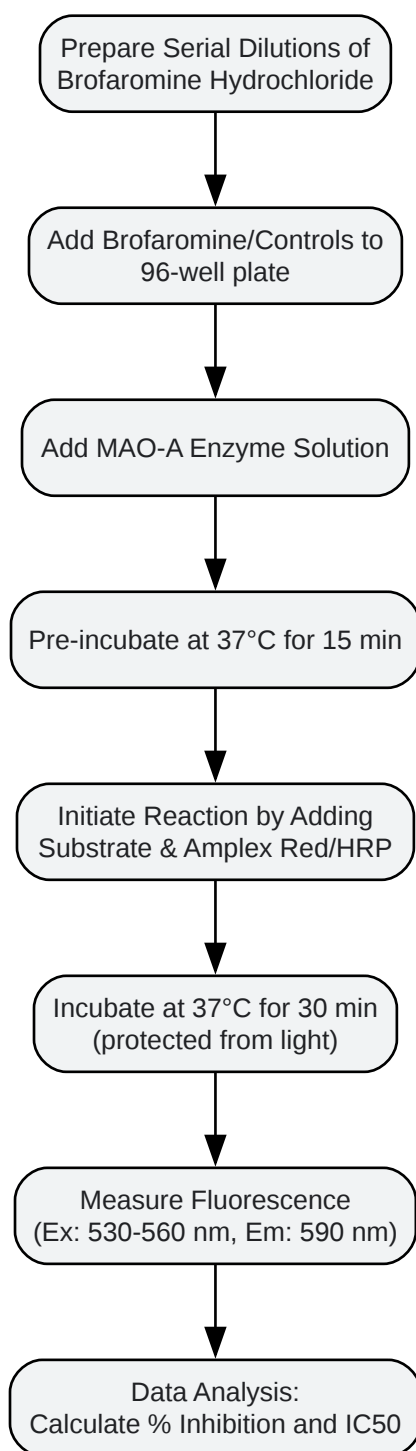 Prepare Serial Dilutions of
Brofaromine Hydrochloride
Add Brofaromine/Controls to
96-well plate
Add MAO-A Enzyme Solution
Pre-incubate at 37°C for 15 min
Initiate Reaction by Adding
Substrate & Amplex Red/HRP
Incubate at 37°C for 30 min
(protected from light)
Measure Fluorescence
(Ex: 530-560 nm, Em: 590 nm)
Data Analysis:
Calculate % Inhibition and IC50